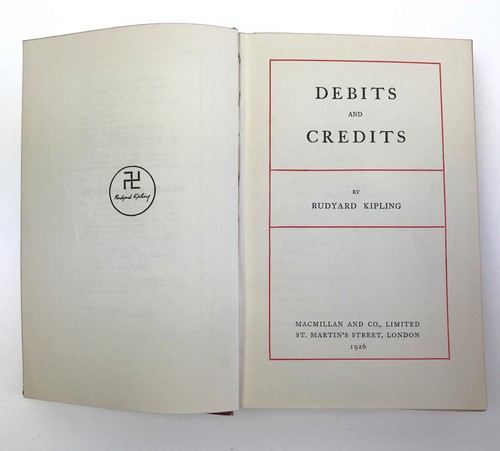 Rudyard Kipling
DEBITS
AND
CREDITS
BY
RUDYARD KIPLING
MACMILLAN AND CO., LIMITED
ST. MARTIN'S STREET, LONDON
1926